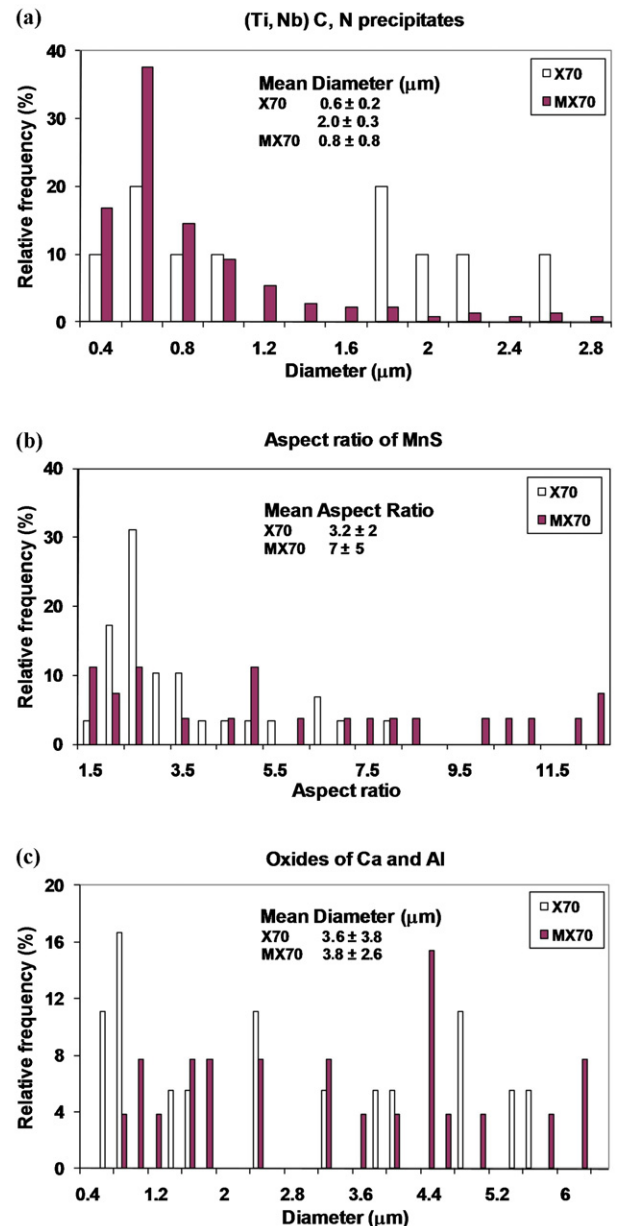 (a)
(Ti, Nb) C, N precipitates
Relative frequency (%)
40
30
20
10
0
Mean Diameter (μm)
X70 0.6 ± 0.2
2.0 ± 0.3
MX70 0.8 ± 0.8
X70
MX70
0.4 0.8 1.2 1.6 2 2.4 2.8
Diameter (μm)
(b)
Aspect ratio of MnS
Relative frequency (%)
40
30
20
10
0
Mean Aspect Ratio
X70 3.2 ± 2
MX70 7 ± 5
X70
MX70
1.5 3.5 5.5 7.5 9.5 11.5
Aspect ratio
(c)
Oxides of Ca and Al
Relative frequency (%)
20
16
12
8
4
0
Mean Diameter (μm)
X70 3.6 ± 3.8
MX70 3.8 ± 2.6
X70
MX70
0.4 1.2 2 2.8 3.6 4.4 5.2 6
Diameter (μm)